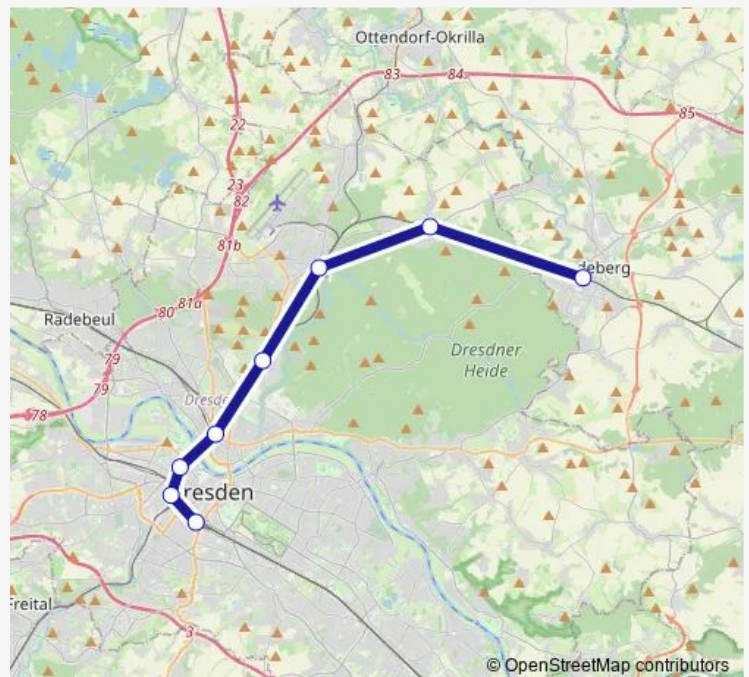 Ottendorf-Okrilla
83
84
85
22
23
82
81b
81a
80
Radebeul
79
79
78
deberg
Dresdner
Heide
Dresde
resden
Freital
3
© OpenStreetMap contributors